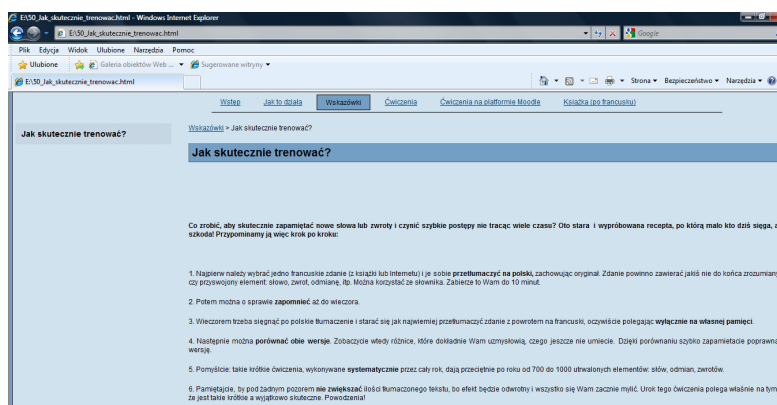 E:\50_Jak_skutecznie_trenowac.html - Windows Internet Explorer
E:\50_Jak_skutecznie_trenowac.html
Google
Plik Edycja Widok Ulubione Narzędzia Pomoc
Ulubione Galeria obiektów Web ... Sugerowane witryny
E:\50_Jak_skutecznie_trenowac.html Strona Bezpieczeństwo Narzędzia
Wstęp Jak to działa Wskazówki Ćwiczenia Ćwiczenia na platformie Moodle Książka (po francusku)
Jak skutecznie trenować?
Wskazówki > Jak skutecznie trenować?
Jak skutecznie trenować?
Co zrobić, aby skutecznie zapamiętać nowe słowa lub zwroty i czynić szybkie postępy nie tracąc wiele czasu? Oto stara i wypróbowana recepta, po którą mało kto dziś sięga, a
szkoda! Przypominamy ją więc krok po kroku:
1. Najpierw należy wybrać jedno francuskie zdanie (z książki lub Internetu) i je sobie przetłumaczyć na polski, zachowując oryginał. Zdanie powinno zawierać jakiś nie do końca zrozumiany
czy przyswojony element: słowo, zwrot, odmianę, itp. Można korzystać ze słownika. Zabierze to Wam do 10 minut.
2. Potem można o sprawie zapomnieć aż do wieczora.
3. Wieczorem trzeba sięgnąć po polskie tłumaczenie i starać się jak najwierniej przetłumaczyć zdanie z powrotem na francuski, oczywiście polegając wyłącznie na własnej pamięci.
4. Następnie można porównać obie wersje. Zobaczycie wtedy różnice, które dokładnie Wam uzmysłowią, czego jeszcze nie umiecie. Dzięki porównaniu szybko zapamietacie poprawną
wersję.
5. Pomyślcie: takie krótkie ćwiczenia, wykonywane systematycznie przez cały rok, dają przeciętnie po roku od 700 do 1000 utrwalonych elementów: słów, odmian, zwrotów.
6. Pamiętajcie, by pod żadnym pozorem nie zwiększać ilości tłumaczonego tekstu, bo efekt będzie odwrotny i wszystko się Wam zacznie mylić. Urok tego ćwiczenia polega właśnie na tym,
że jest takie krótkie a wyjątkowo skuteczne. Powodzenia!